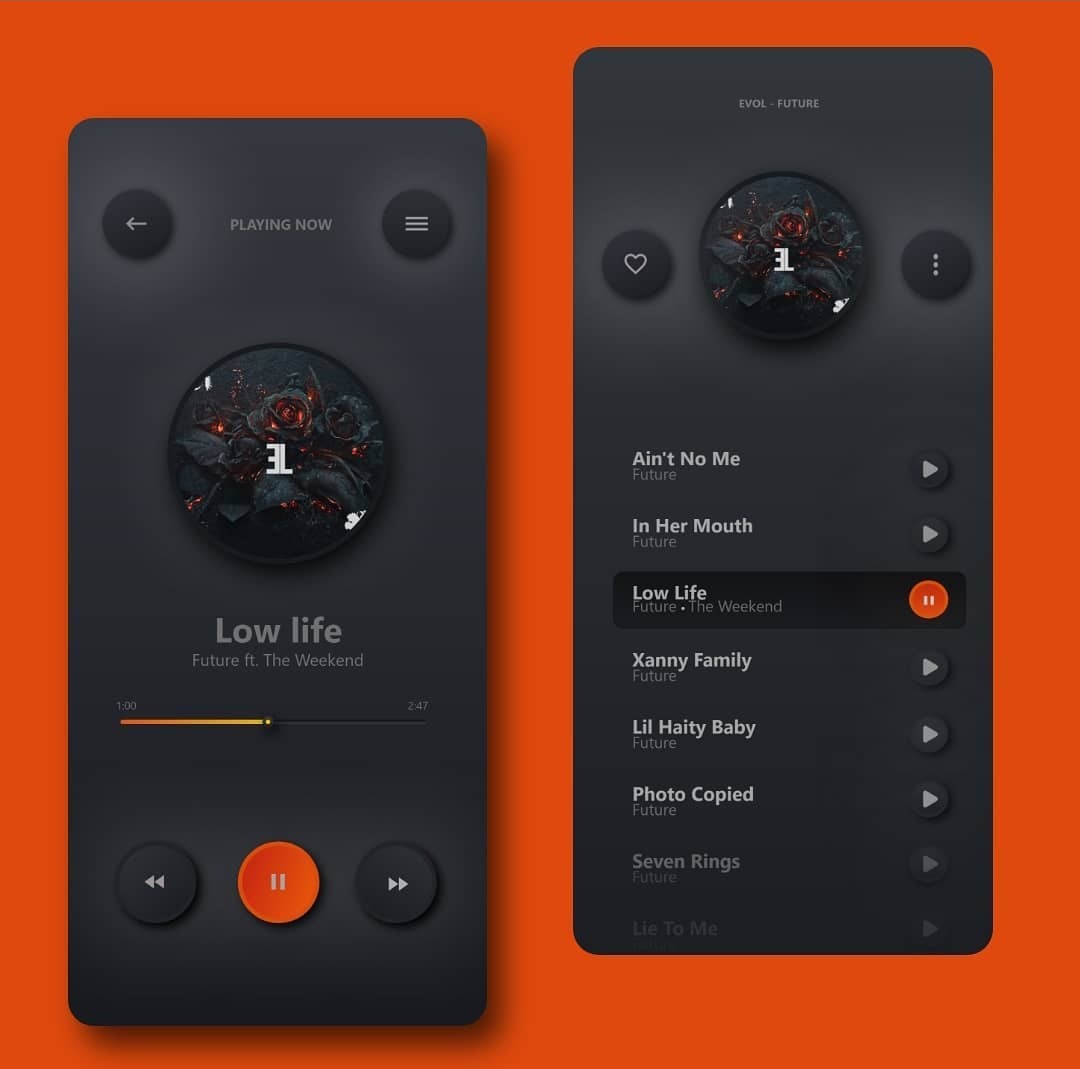 PLAYING NOW
Low life
Future ft. The Weekend
1:00
2:47
EVOL - FUTURE
Ain't No Me
Future
In Her Mouth
Future
Low Life
Future • The Weekend
Xanny Family
Future
Lil Haity Baby
Future
Photo Copied
Future
Seven Rings
Future
Lie To Me
Future